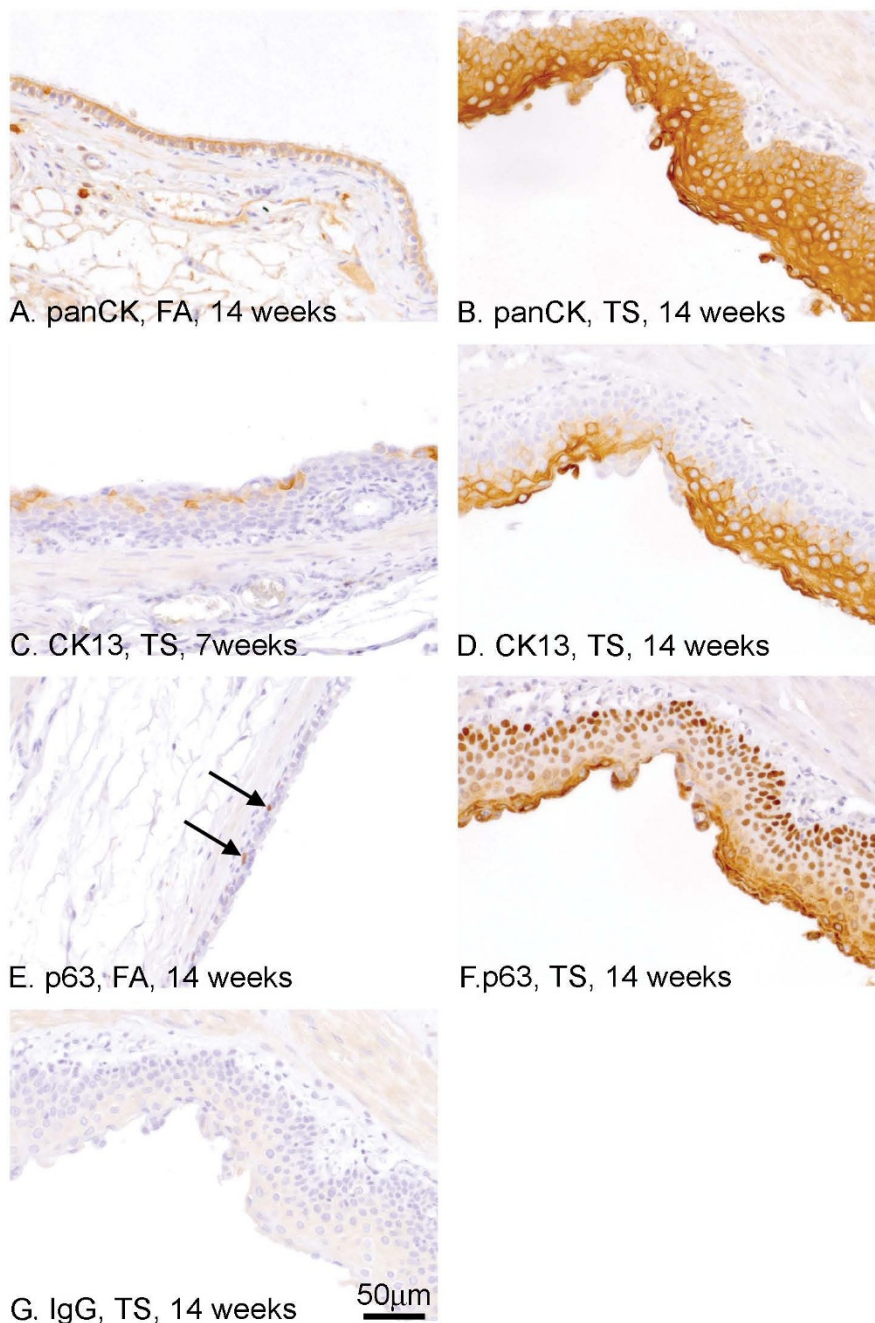 A. panCK, FA, 14 weeks
B. panCK, TS, 14 weeks
C. CK13, TS, 7weeks
D. CK13, TS, 14 weeks
E. p63, FA, 14 weeks
F.p63, TS, 14 weeks
G. IgG, TS, 14 weeks
50μm